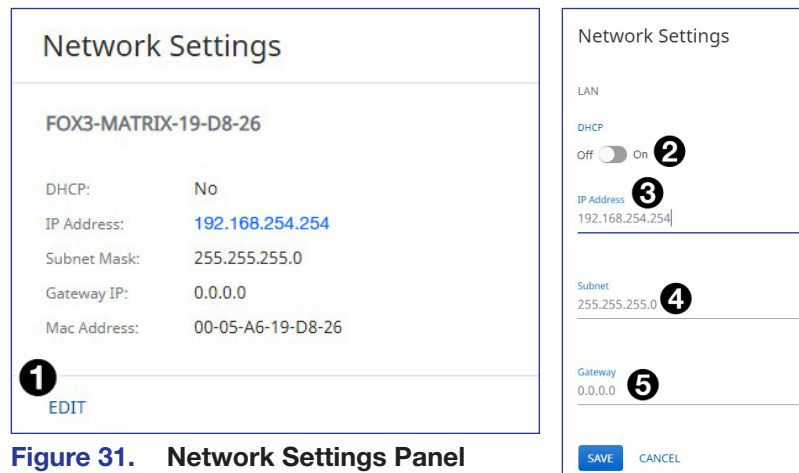 Network Settings
FOX3-MATRIX-19-D8-26
DHCP: No
IP Address: 192.168.254.254
Subnet Mask: 255.255.255.0
Gateway IP: 0.0.0.0
Mac Address: 00-05-A6-19-D8-26
1
EDIT
Figure 31. Network Settings Panel
Network Settings
LAN
DHCP
Off On 2
IP Address 3
192.168.254.254
Subnet
255.255.255.0 4
Gateway
0.0.0.0 5
SAVE CANCEL